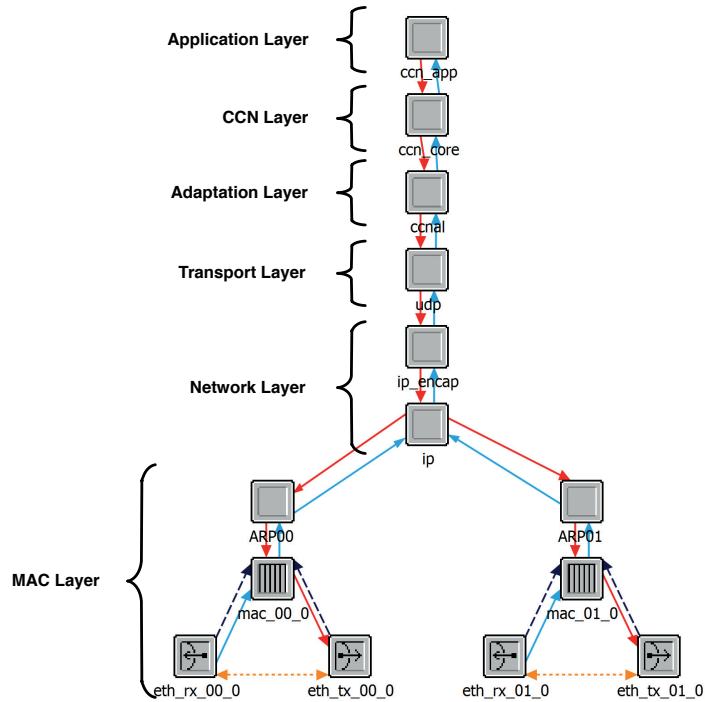 Application Layer
ccn_app
CCN Layer
ccn_core
Adaptation Layer
ccnal
Transport Layer
udp
ip_encap
Network Layer
ip
ARP00
ARP01
MAC Layer
mac_00_0
mac_01_0
eth_rx_00_0
eth_tx_00_0
eth_rx_01_0
eth_tx_01_0